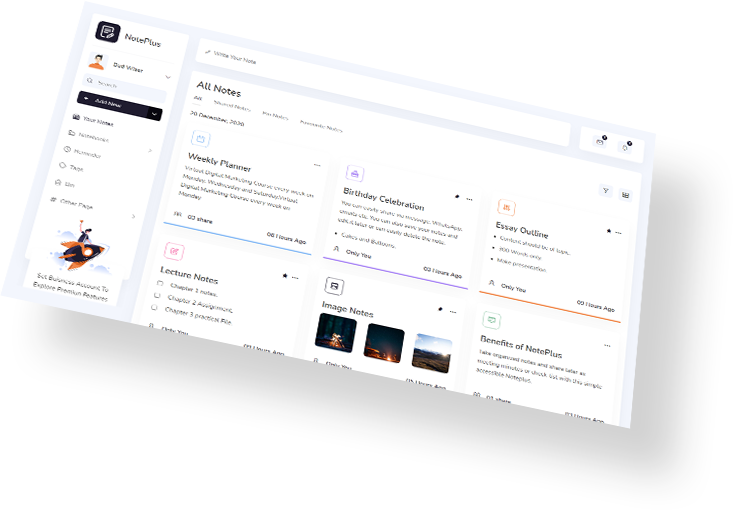 NotePlus
Bud Wiser
Search
Add New
Your Notes
Notebooks
Reminder
Tags
Bin
Other Page
Set Business Account To
Explore Premium Features
Write Your Note
All Notes
All
Shared Notes
Pin Notes
Favourite Notes
20 December, 2020
Weekly Planner
Virtual Digital Marketing Course every week on
Monday, Wednesday and Saturday.Virtual
Digital Marketing Course every week on
Monday
03 share
06 Hours Ago
Birthday Celebration
You can easily share via message, WhatsApp,
emails etc. You can also save your notes and
edit it later or can easily delete the note.
Cakes and Balloons.
Only You
03 Hours Ago
Essay Outline
Content should be of topic.
800 Words only
Make presentation.
Only You
03 Hours Ago
Lecture Notes
Chapter 1 notes.
Chapter 2 Assignment.
Chapter 3 practical File.
Only You
03 Hours Ago
Image Notes
Only You
Hours Ago
Benefits of NotePlus
Take organized notes and share later as
meeting minutes or check list with this simple
accessible Noteplus.
01 share
03 Hours Ago